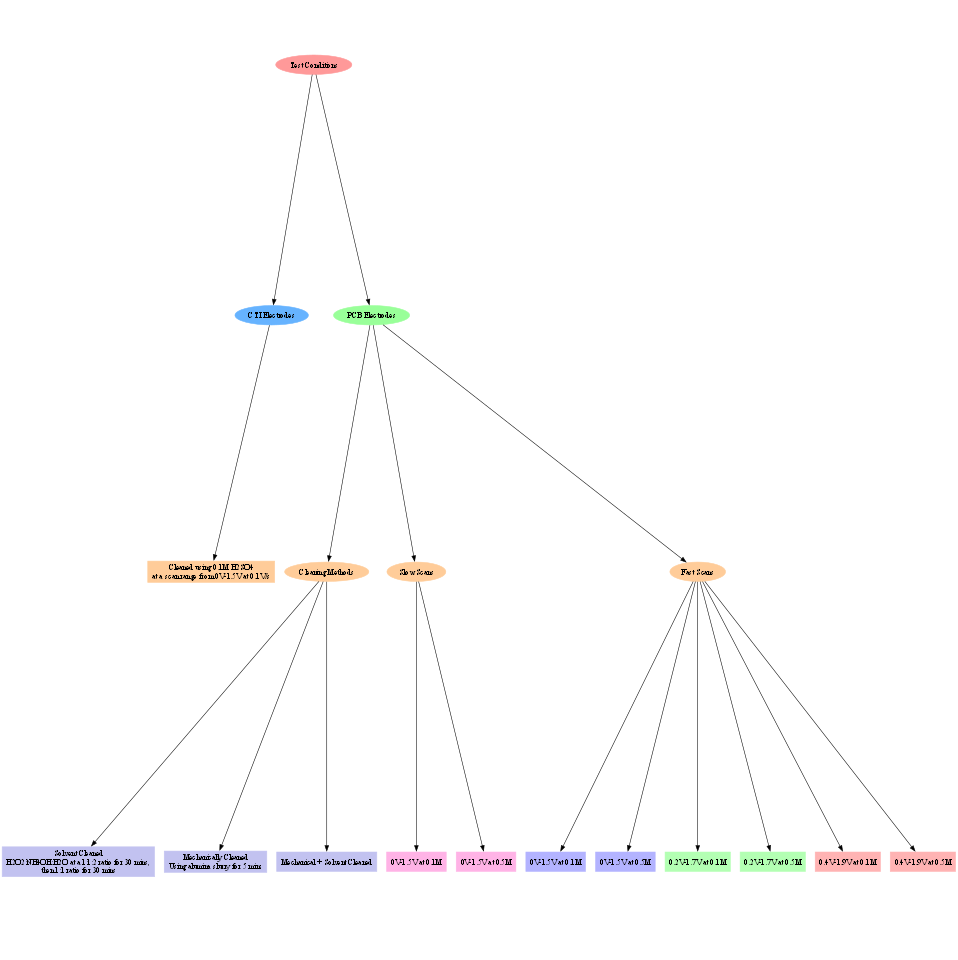 Test Conditions
CTI Electrodes
PCB Electrodes
Cleaned using 0.1M H2SO4
at a scan range from 0V-1.5V at 0.1V/s
Cleaning Methods
Slow Scans
Fast Scans
Solvent Cleaned
H2O2:NH4OH:H2O at a 1:1:2 ratio for 30 mins,
then 1:1 ratio for 30 mins
Mechanically Cleaned
Using alumina slurry for 5 mins
Mechanical + Solvent Cleaned
0V-1.5V at 0.1M
0V-1.5V at 0.5M
0V-1.5V at 0.1M
0V-1.5V at 0.5M
0.2V-1.7V at 0.1M
0.2V-1.7V at 0.5M
0.4V-1.9V at 0.1M
0.4V-1.9V at 0.5M